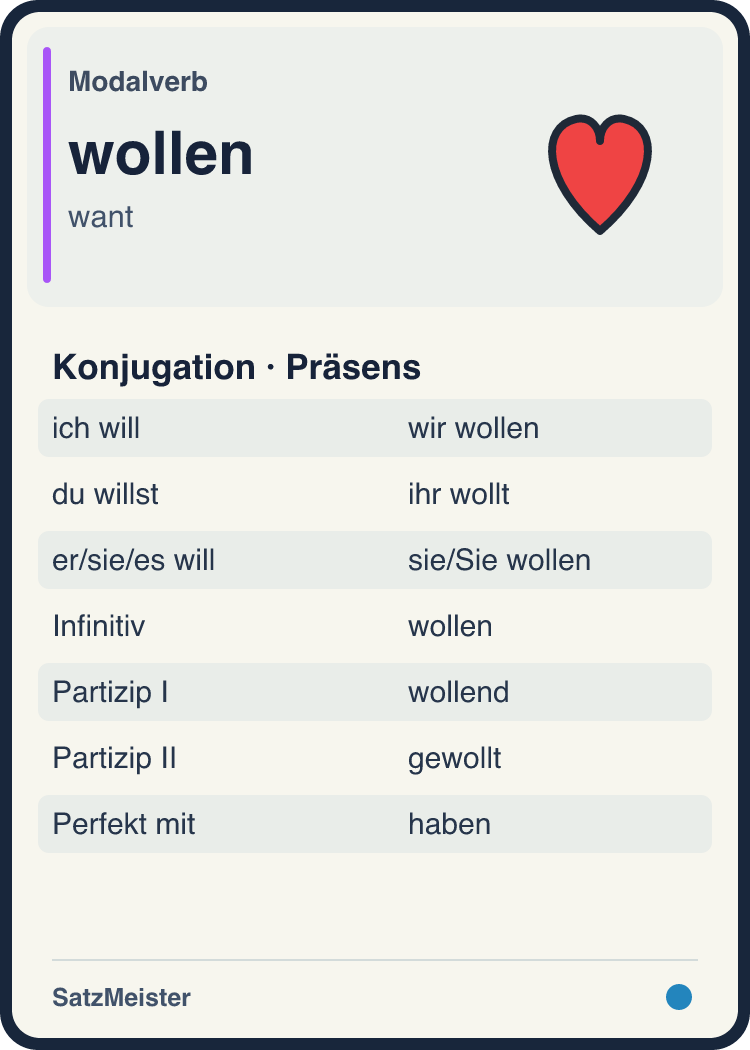 Modalverb
wollen
want
Konjugation · Präsens
ich will wir wollen
du willst ihr wollt
er/sie/es will sie/Sie wollen
Infinitiv wollen
Partizip I wollend
Partizip II gewollt
Perfekt mit haben
SatzMeister